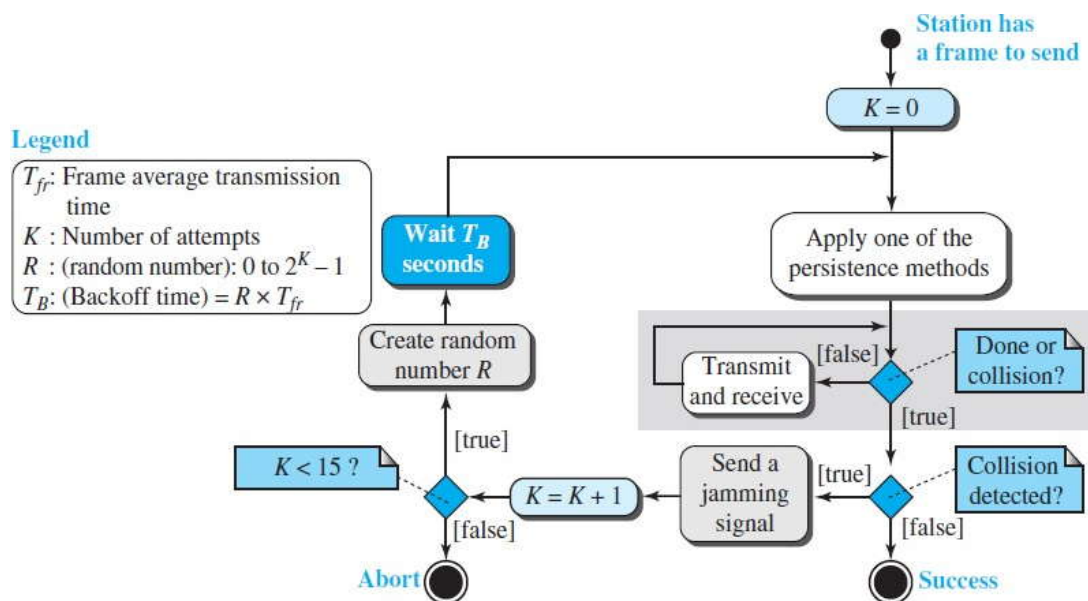 Station has
a frame to send
K = 0
Legend
T_fr: Frame average transmission
time
K : Number of attempts
R : (random number): 0 to 2^K – 1
T_B: (Backoff time) = R × T_fr
Wait T_B
seconds
Apply one of the
persistence methods
Create random
number R
Transmit
and receive
[false]
Done or
collision?
[true]
[true]
K < 15 ?
K = K + 1
Send a
jamming
signal
[true]
Collision
detected?
[false]
[false]
Abort
Success